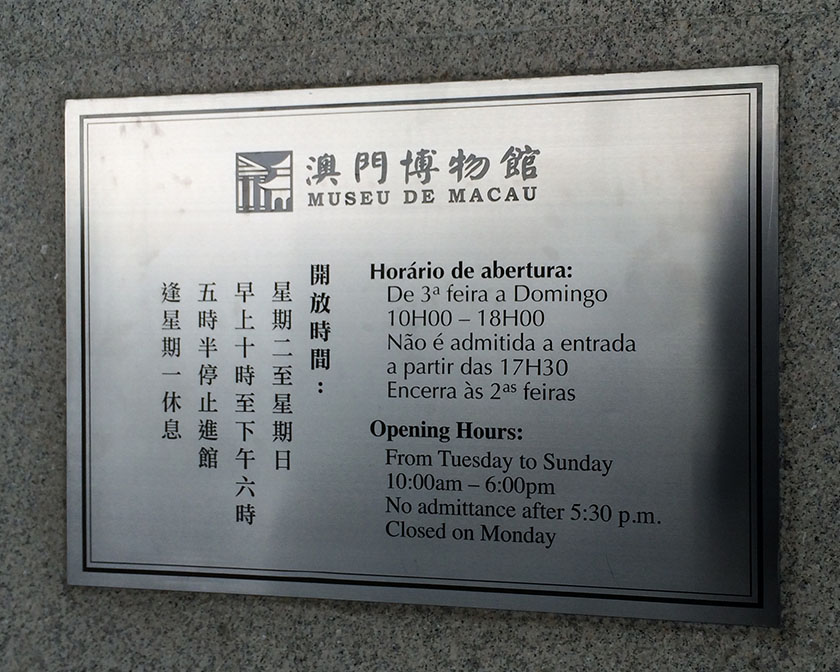 澳門博物館
MUSEU DE MACAU
開放時間：
星期二至星期日
早上十時至下午六時
五時半停止進館
逢星期一休息
Horário de abertura:
De 3ª feira a Domingo
10H00 – 18H00
Não é admitida a entrada
a partir das 17H30
Encerra às 2ªˢ feiras
Opening Hours:
From Tuesday to Sunday
10:00am – 6:00pm
No admittance after 5:30 p.m.
Closed on Monday